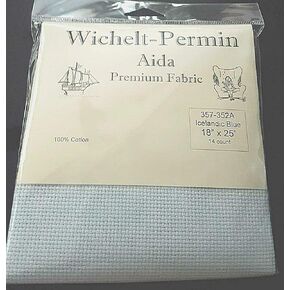 Wichelt-Permin
Aida
Premium Fabric
357-352A
Icelandic Blue
18" x 25"
14 count
100% Cotton